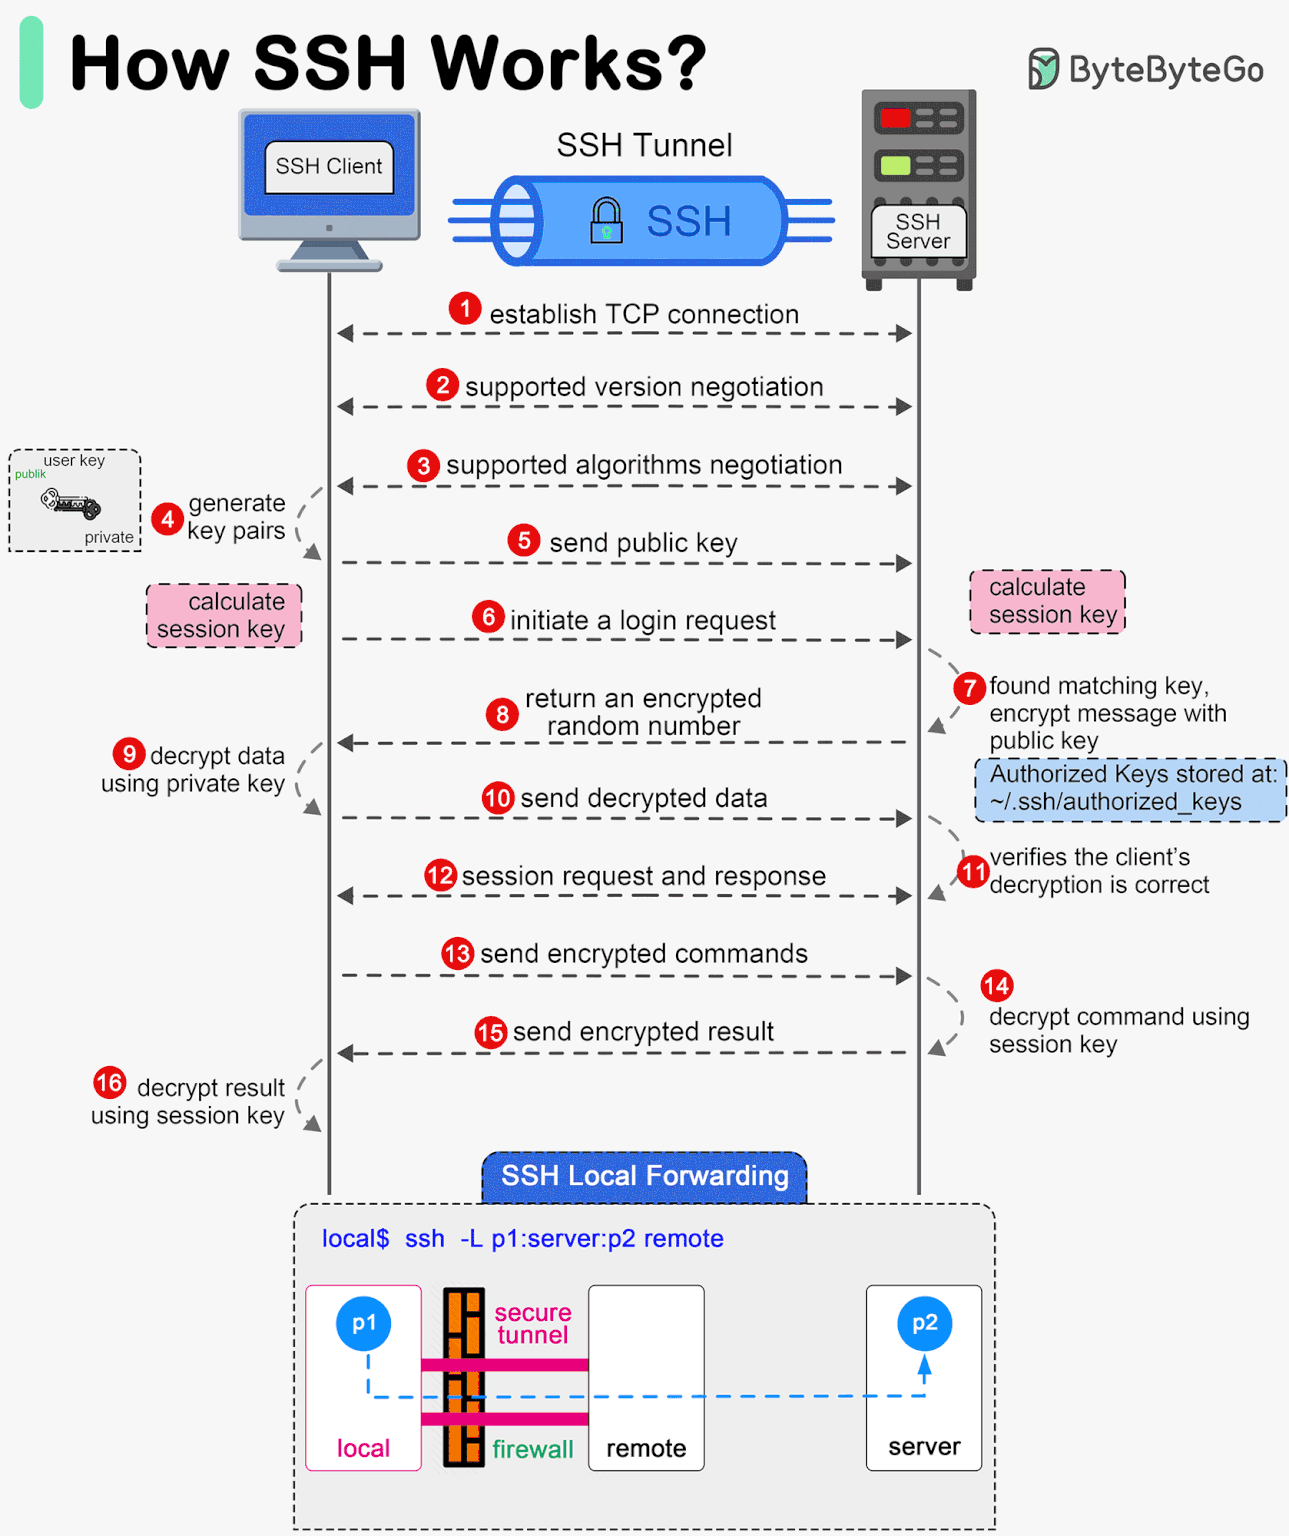 How SSH Works?
ByteByteGo
SSH Client
SSH Tunnel
SSH
SSH
Server
1 establish TCP connection
2 supported version negotiation
3 supported algorithms negotiation
user key
publik
private
4 generate
key pairs
5 send public key
calculate
session key
calculate
session key
6 initiate a login request
7 found matching key,
encrypt message with
public key
8 return an encrypted
random number
9 decrypt data
using private key
Authorized Keys stored at:
~/.ssh/authorized_keys
10 send decrypted data
11 verifies the client's
decryption is correct
12 session request and response
13 send encrypted commands
14
decrypt command using
session key
15 send encrypted result
16 decrypt result
using session key
SSH Local Forwarding
local$ ssh -L p1:server:p2 remote
p1
secure
tunnel
p2
local
firewall
remote
server